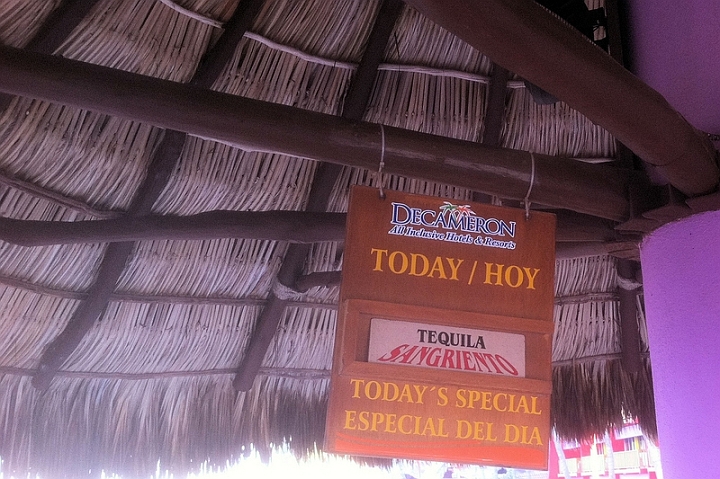 DECAMERON
All Inclusive Hotels & Resorts
TODAY / HOY
TEQUILA
SANGRIENTO
TODAY´S SPECIAL
ESPECIAL DEL DIA